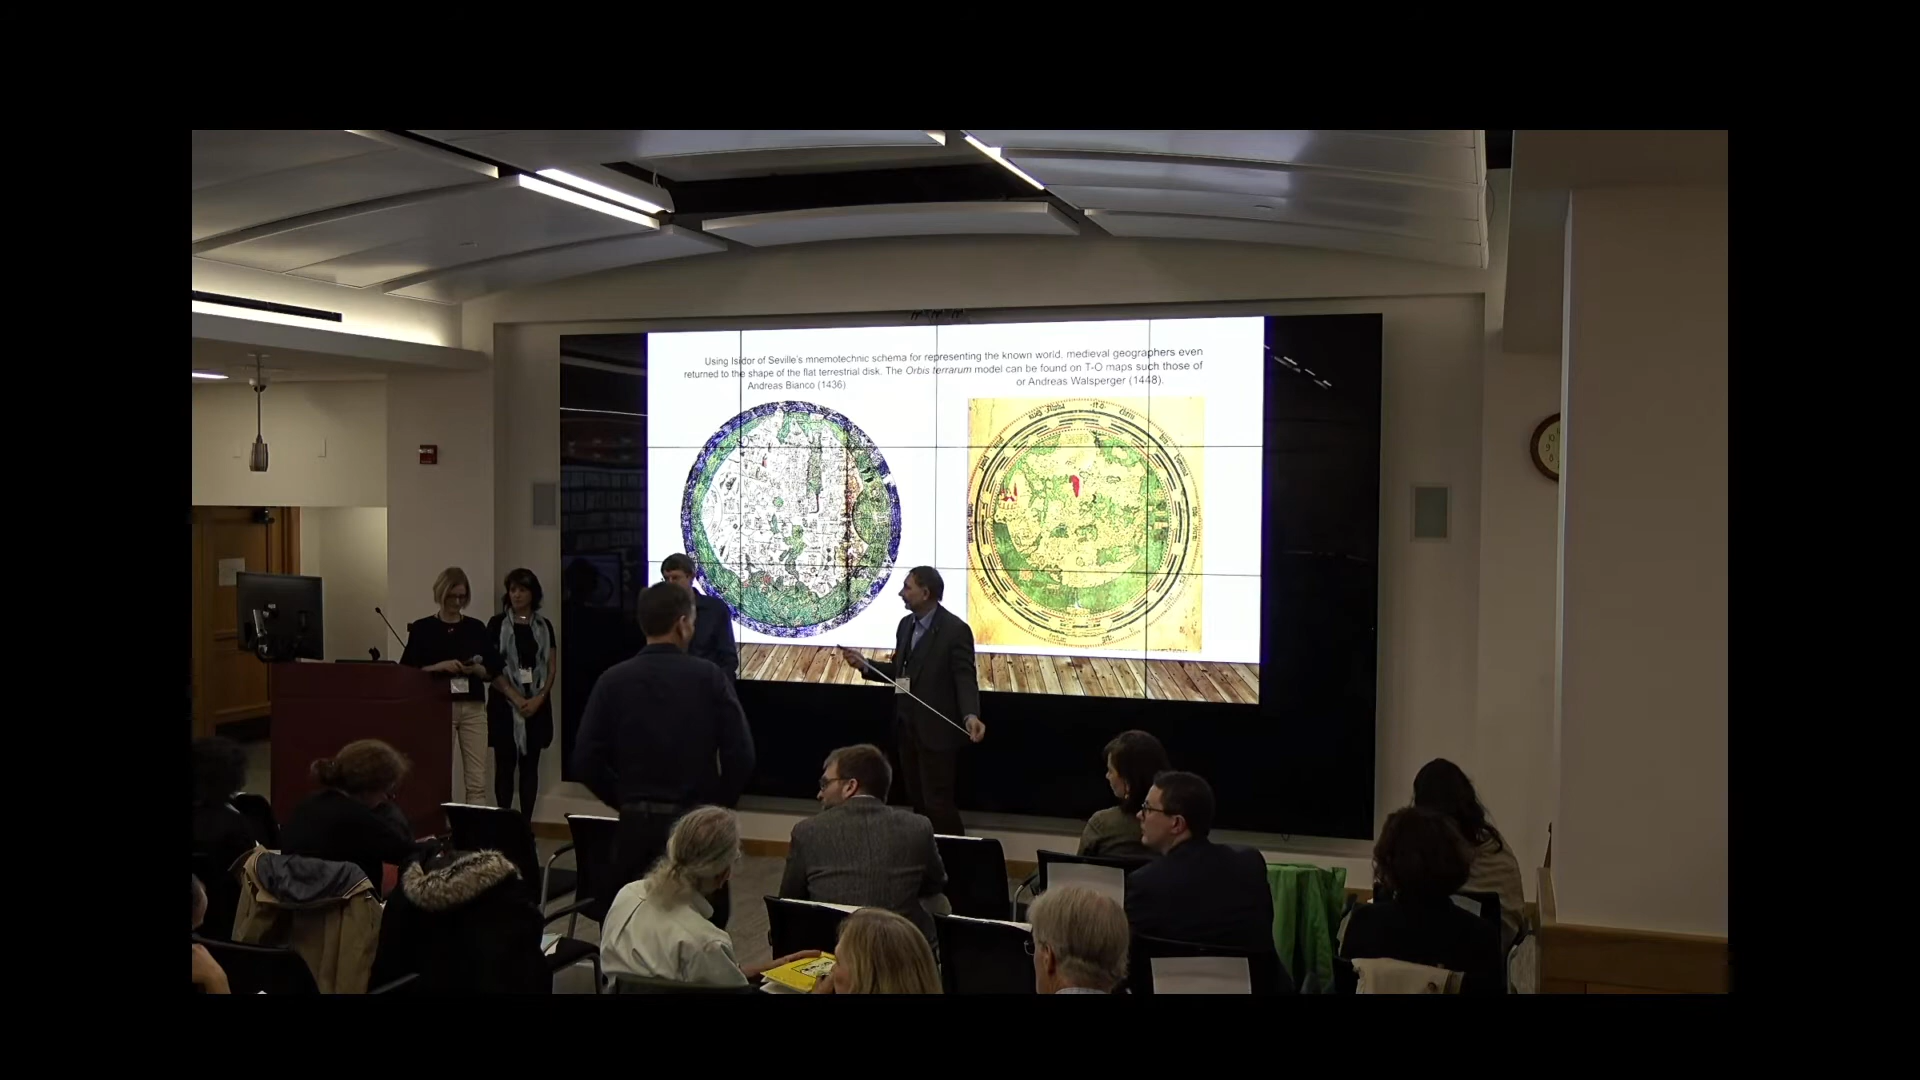 Using Isidor of Seville's mnemotechnic schema for representing the known world, medieval geographers even
returned to the shape of the flat terrestrial disk. The Orbis terrarum model can be found on T-O maps such those of
Andreas Bianco (1436) or Andreas Walsperger (1448).